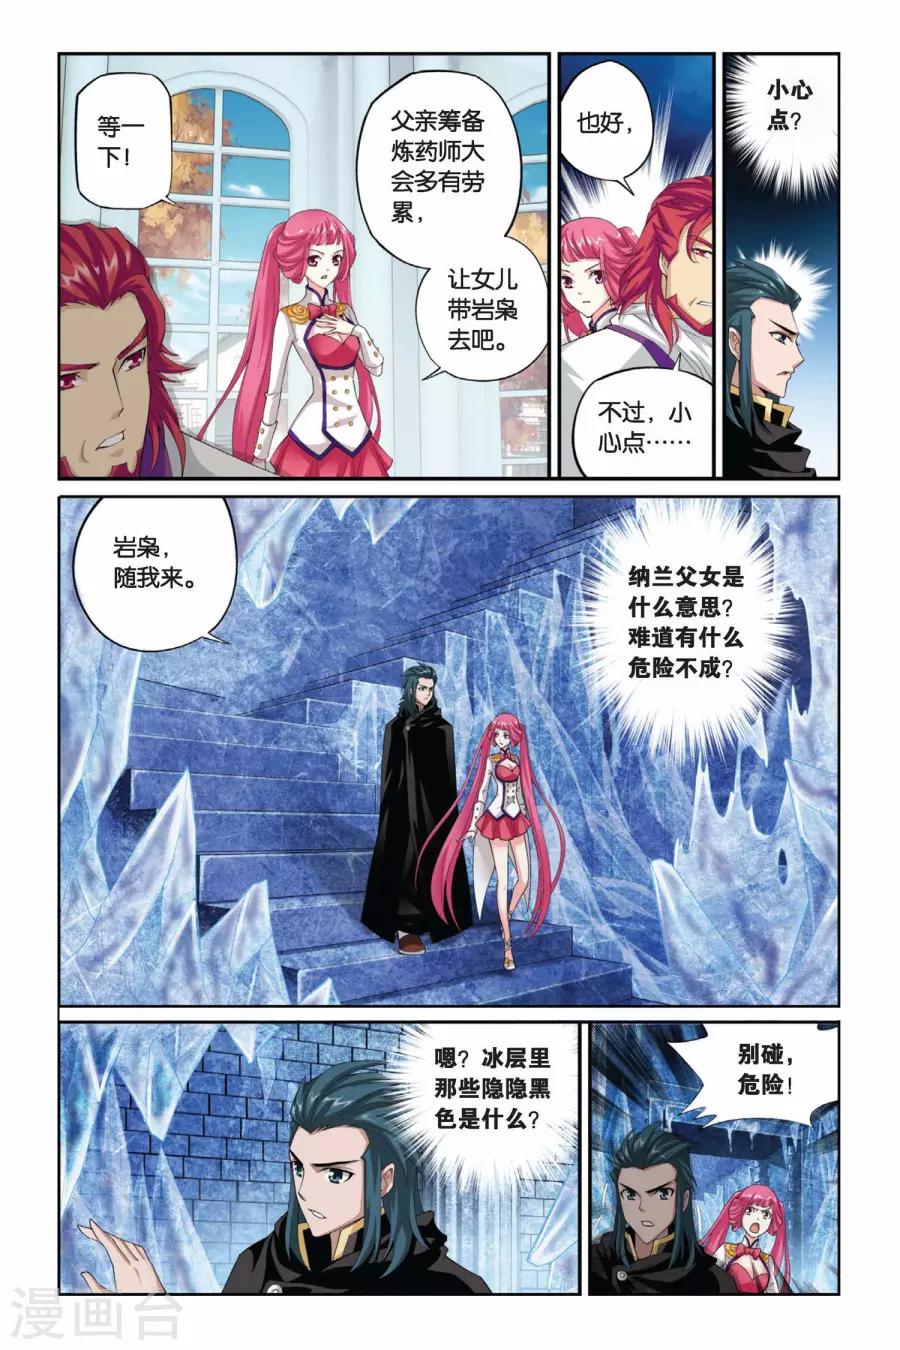 等一
下！
父亲筹备
炼药师大
会多有劳
累，
让女儿
带岩枭
去吧。
也好，
不过，小
心点……
小心
点？
岩枭，
随我来。
纳兰父女是
什么意思？
难道有什么
危险不成？
嗯？冰层里
那些隐隐黑
色是什么？
别碰，
危险！
漫画台